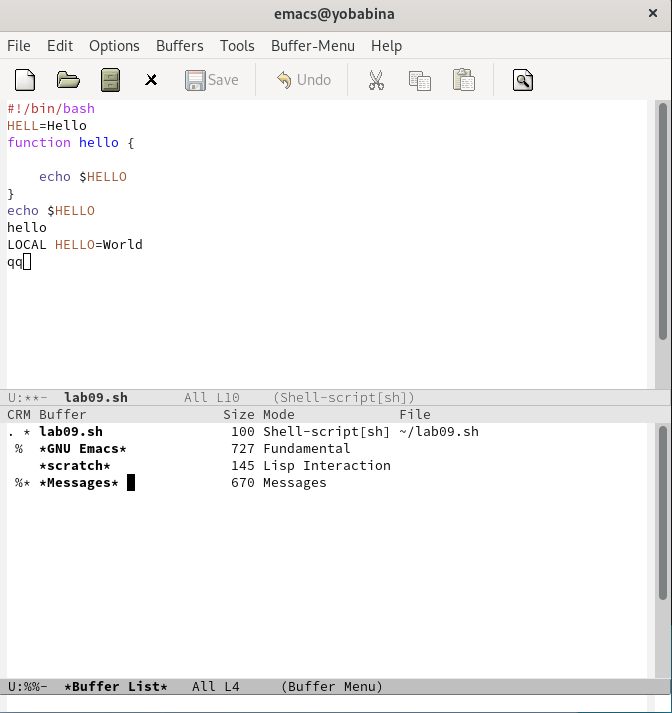 emacs@yobabina ×
File Edit Options Buffers Tools Buffer-Menu Help
Save Undo
#!/bin/bash
HELL=Hello
function hello {
    echo $HELLO
}
echo $HELLO
hello
LOCAL HELLO=World
qq
U:**-  lab09.sh       All L10    (Shell-script[sh])
CRM Buffer                 Size Mode             File
. * lab09.sh                100 Shell-script[sh] ~/lab09.sh
 %  *GNU Emacs*             727 Fundamental
    *scratch*               145 Lisp Interaction
 %* *Messages*              670 Messages
U:%%-  *Buffer List*   All L4     (Buffer Menu)